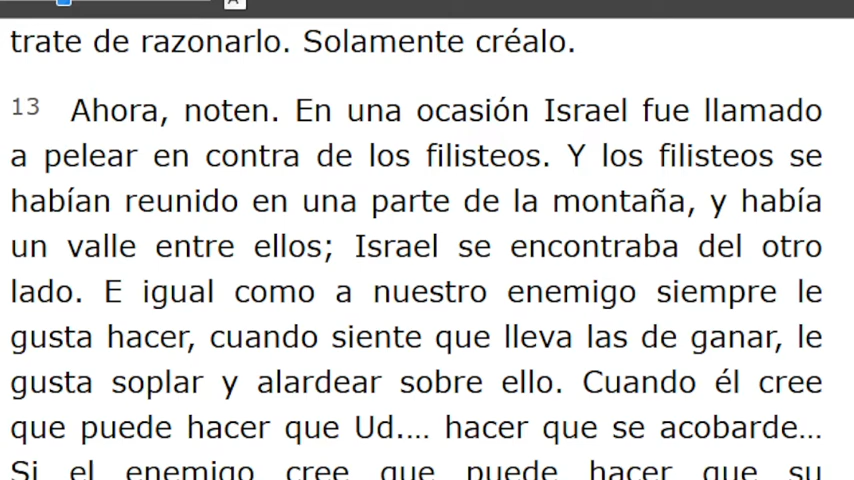 trate de razonarlo. Solamente créalo.
13 Ahora, noten. En una ocasión Israel fue llamado
a pelear en contra de los filisteos. Y los filisteos se
habían reunido en una parte de la montaña, y había
un valle entre ellos; Israel se encontraba del otro
lado. E igual como a nuestro enemigo siempre le
gusta hacer, cuando siente que lleva las de ganar, le
gusta soplar y alardear sobre ello. Cuando él cree
que puede hacer que Ud.... hacer que se acobarde...
Si el enemigo cree que puede hacer que su